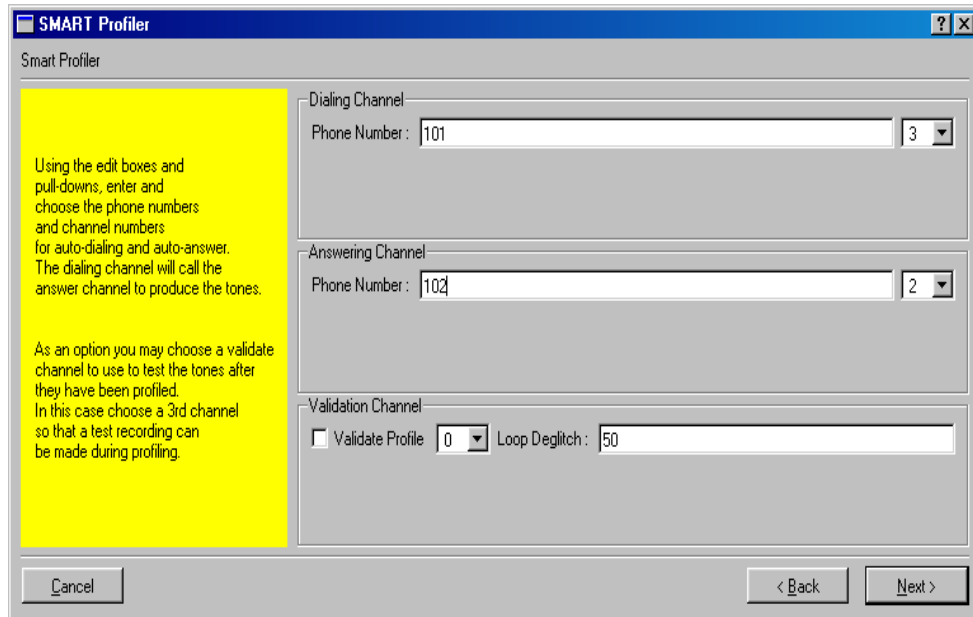 SMART Profiler
Smart Profiler
Using the edit boxes and
pull-downs, enter and
choose the phone numbers
and channel numbers
for auto-dialing and auto-answer.
The dialing channel will call the
answer channel to produce the tones.
As an option you may choose a validate
channel to use to test the tones after
they have been profiled.
In this case choose a 3rd channel
so that a test recording can
be made during profiling.
Dialing Channel
Phone Number : 101 3
Answering Channel
Phone Number : 102 2
Validation Channel
Validate Profile 0 Loop Deglitch : 50
Cancel < Back Next >